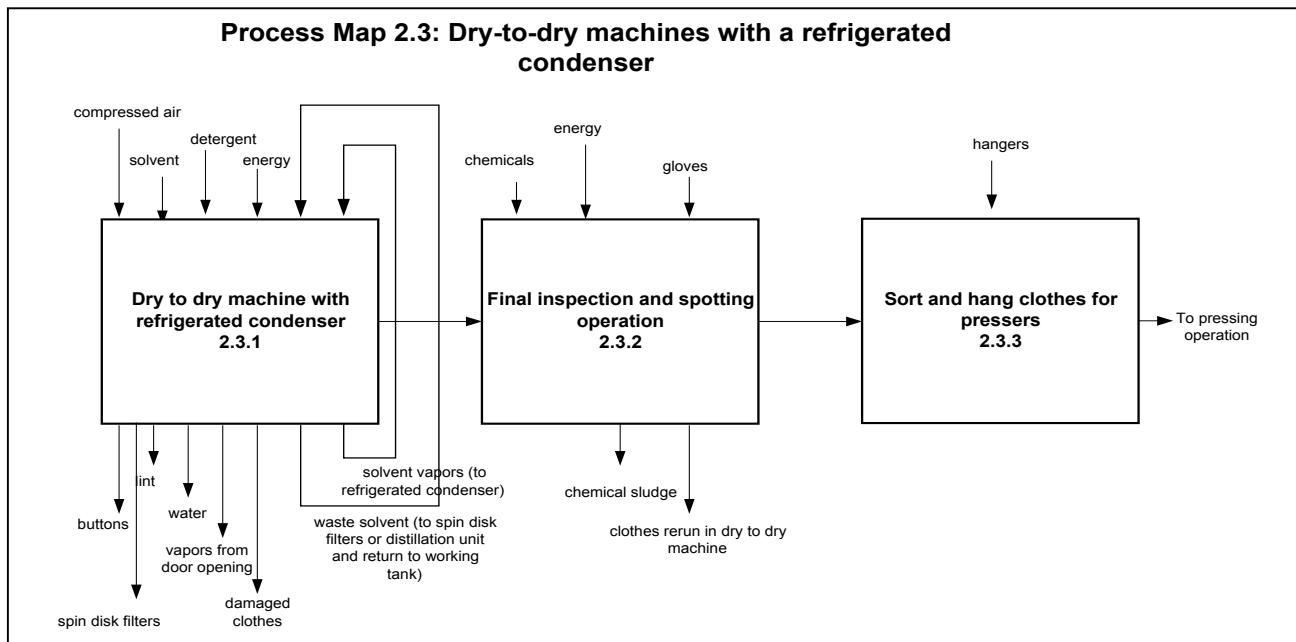 Process Map 2.3: Dry-to-dry machines with a refrigerated
condenser
compressed air
solvent
detergent
energy
chemicals
energy
gloves
hangers
Dry to dry machine with
refrigerated condenser
2.3.1
Final inspection and spotting
operation
2.3.2
Sort and hang clothes for
pressers
2.3.3
To pressing
operation
buttons
spin disk filters
lint
water
vapors from
door opening
damaged
clothes
solvent vapors (to
refrigerated condenser)
waste solvent (to spin disk
filters or distillation unit
and return to working
tank)
chemical sludge
clothes rerun in dry to dry
machine